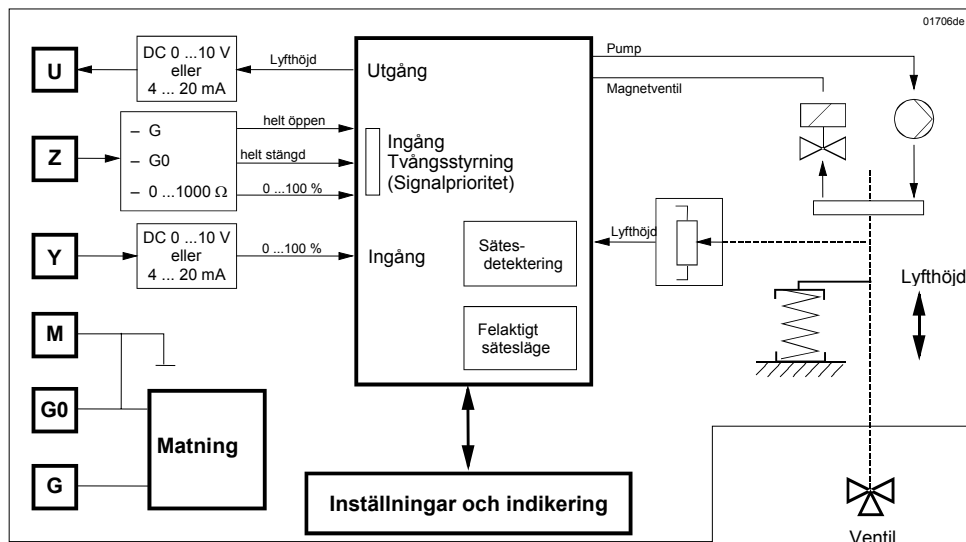 01706de
U
DC 0 ...10 V
eller
4 ... 20 mA
Lyfthöjd
Utgång
Pump
Magnetventil
Z
– G
– G0
– 0 ...1000 Ω
helt öppen
helt stängd
0 ...100 %
Ingång
Tvångsstyrning
(Signalprioritet)
Y
DC 0 ...10 V
eller
4 ... 20 mA
0 ...100 %
Ingång
Sätes-
detektering
Felaktigt
sätesläge
Lyfthöjd
Lyfthöjd
M
G0
G
Matning
Inställningar och indikering
Ventil